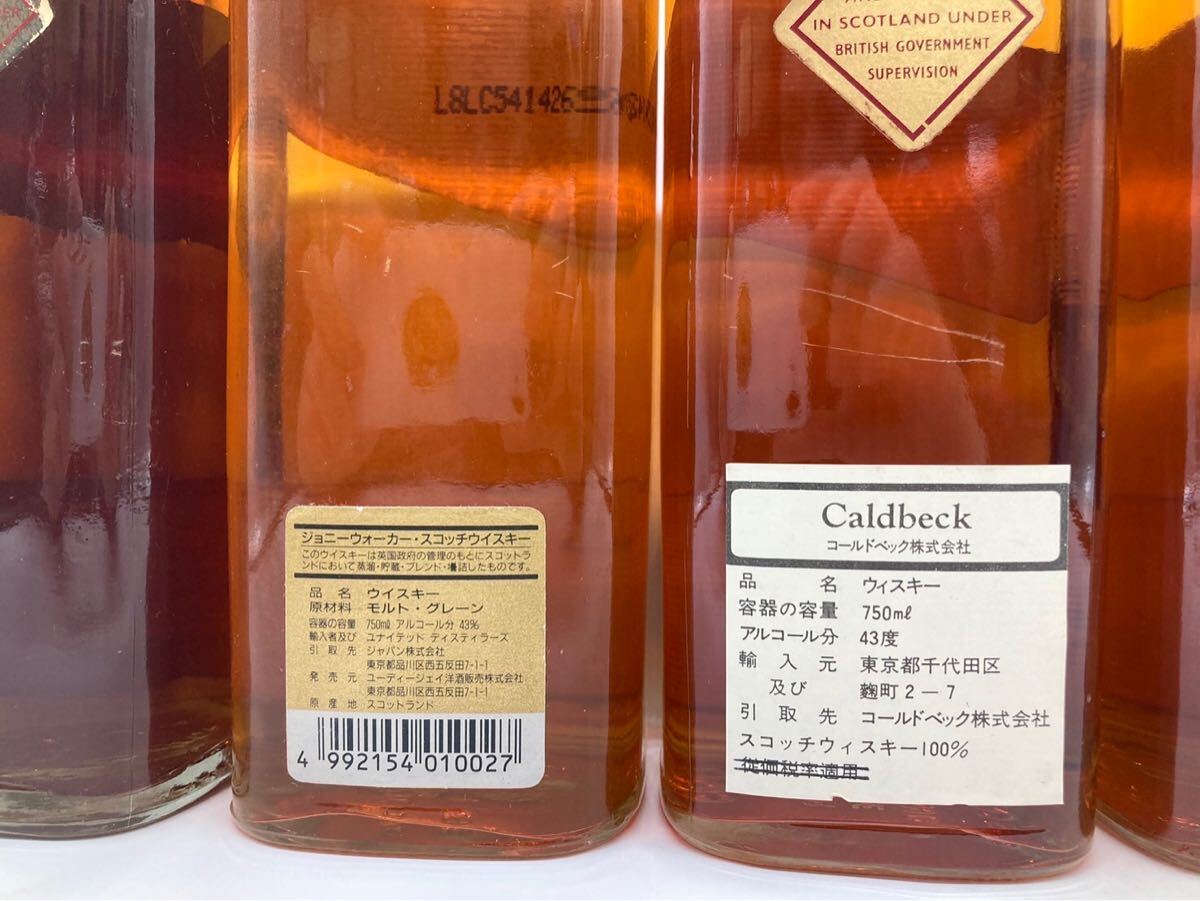 L8LC541426
ジョニーウォーカー・スコッチウイスキー
このウイスキーは英国政府の管理のもとにスコットラ
ンドにおいて蒸溜・貯蔵・ブレンド・壜詰したものです。
品 名 ウイスキー
原材料 モルト・グレーン
容器の容量 750mℓ アルコール分 43%
輸入者及び ユナイテッド ディスティラーズ
引 取 先 ジャパン株式会社
東京都品川区西五反田7-1-1
発 売 元 ユーディージェイ洋酒販売株式会社
東京都品川区西五反田7-1-1
原 産 地 スコットランド
4 992154 010027
IN SCOTLAND UNDER
BRITISH GOVERNMENT
SUPERVISION
Caldbeck
コールドベック株式会社
品 名 ウィスキー
容器の容量 750mℓ
アルコール分 43度
輸入元 東京都千代田区
及び 麹町2-7
引取先 コールドベック株式会社
スコッチウィスキー100%
従価税率適用